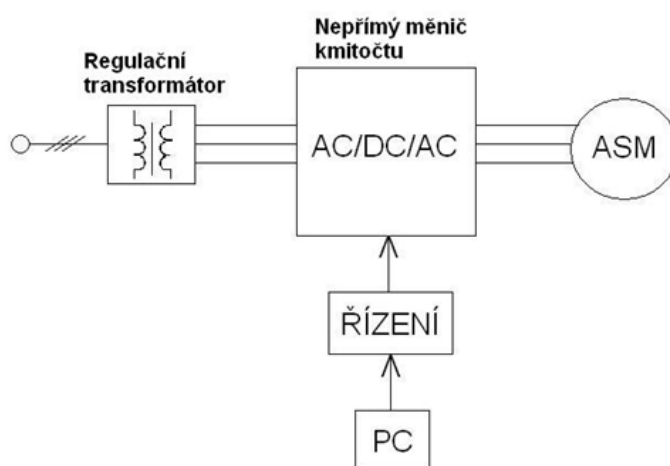 Nepřímý měnič
kmitočtu
Regulační
transformátor
AC/DC/AC
ASM
ŘÍZENÍ
PC